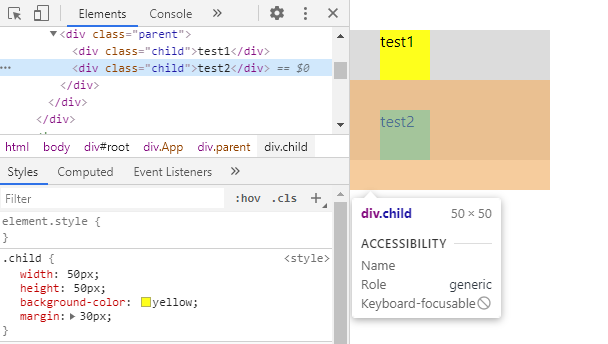 Elements Console »
<div class="parent">
<div class="child">test1</div>
<div class="child">test2</div> == $0
</div>
</div>
</div>
html body div#root div.App div.parent div.child
Styles Computed Event Listeners »
Filter :hov .cls +
element.style {
}
.child { <style>
width: 50px;
height: 50px;
background-color: yellow;
margin: 30px;
}
test1
test2
div.child 50 × 50
ACCESSIBILITY
Name
Role generic
Keyboard-focusable